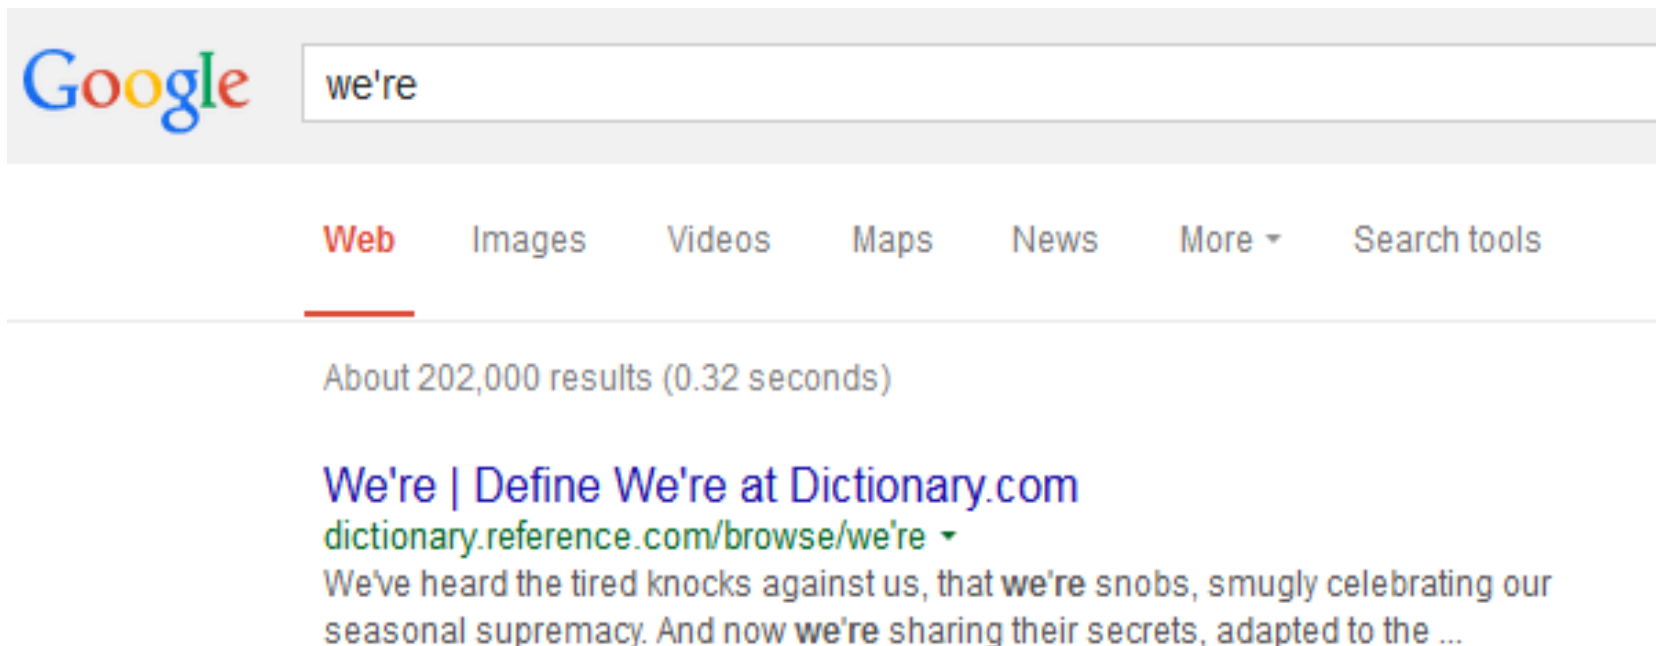 Google we're
Web Images Videos Maps News More Search tools
About 202,000 results (0.32 seconds)
We're | Define We're at Dictionary.com
dictionary.reference.com/browse/we're
We've heard the tired knocks against us, that we're snobs, smugly celebrating our
seasonal supremacy. And now we're sharing their secrets, adapted to the ...